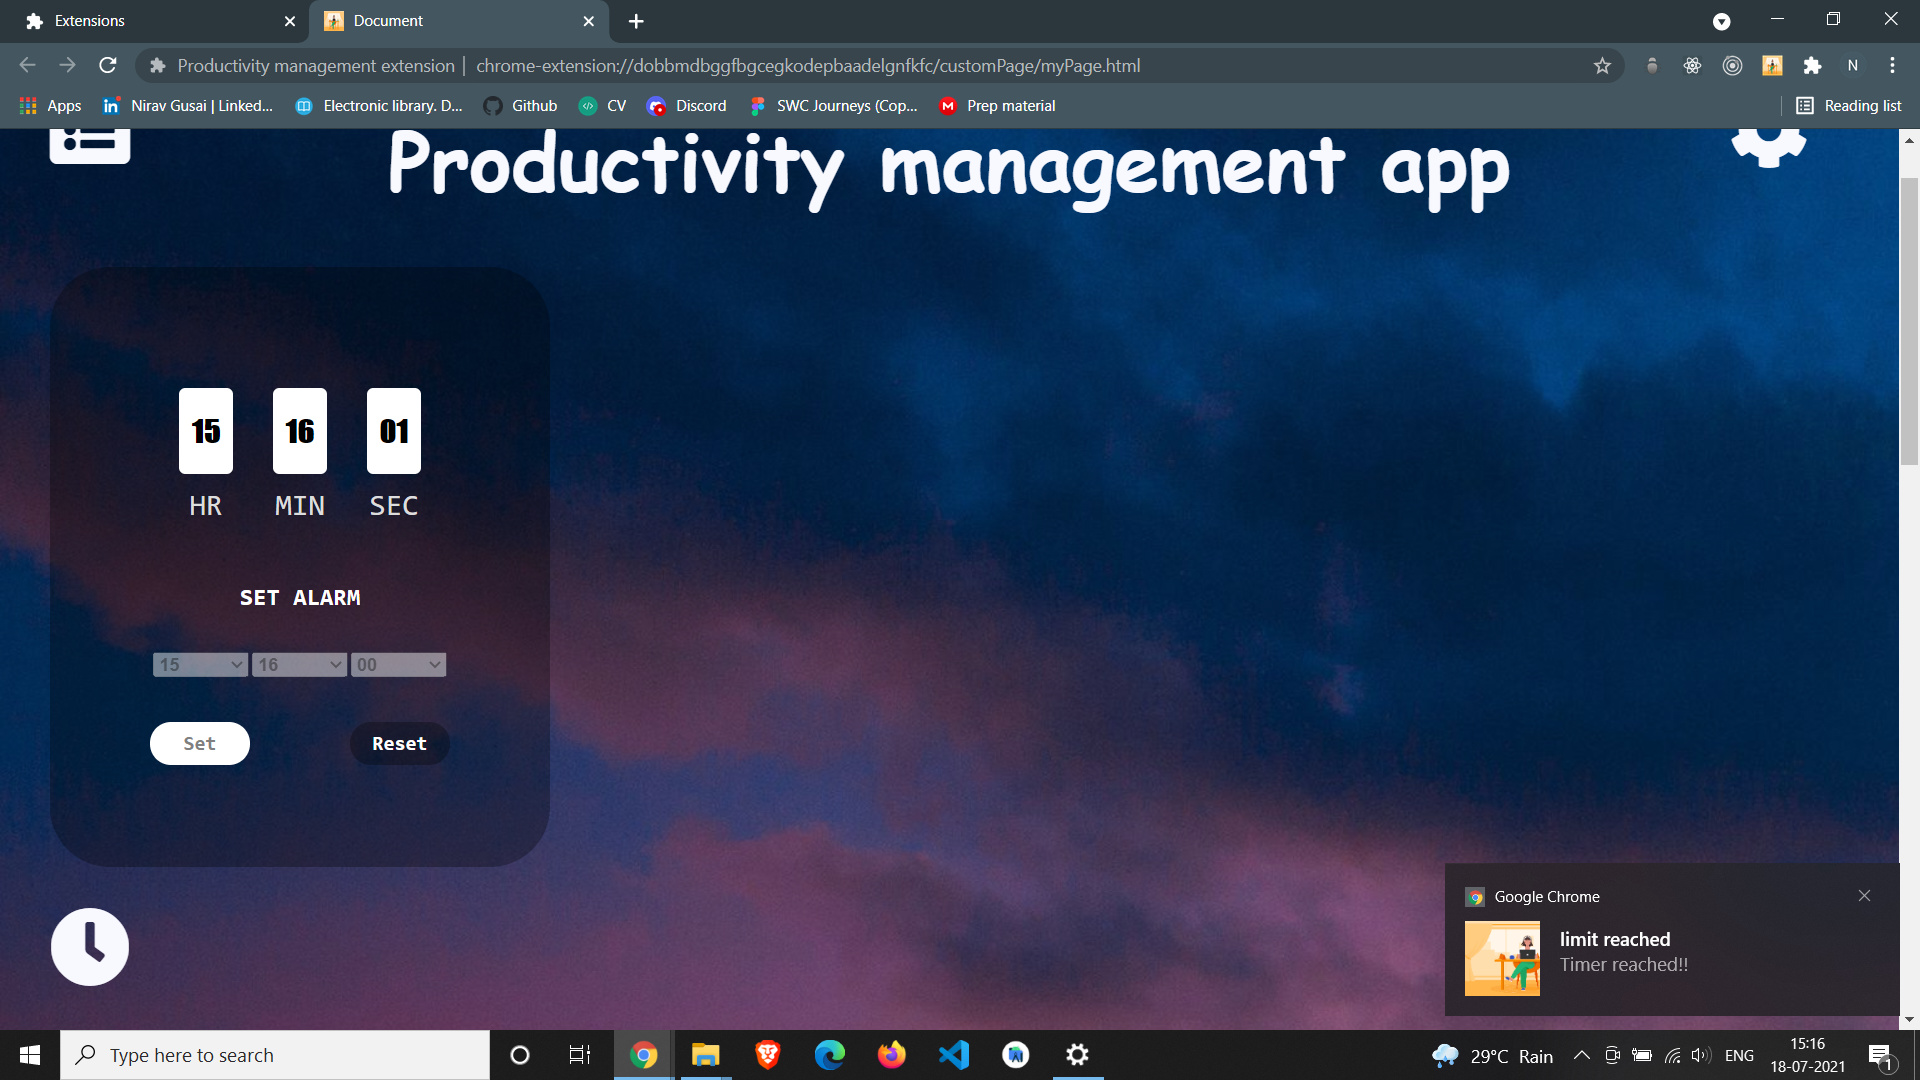 Extensions
Document
Productivity management extension | chrome-extension://dobbmdbggfbgcegkodepbaadelgnfkfc/customPage/myPage.html
N
Apps
Nirav Gusai | Linked...
Electronic library. D...
Github
CV
Discord
SWC Journeys (Cop...
Prep material
Reading list
Productivity management app
15 16 01
HR MIN SEC
SET ALARM
15 16 00
Set Reset
Google Chrome
limit reached
Timer reached!!
Type here to search
29°C Rain
ENG
15:16
18-07-2021
1